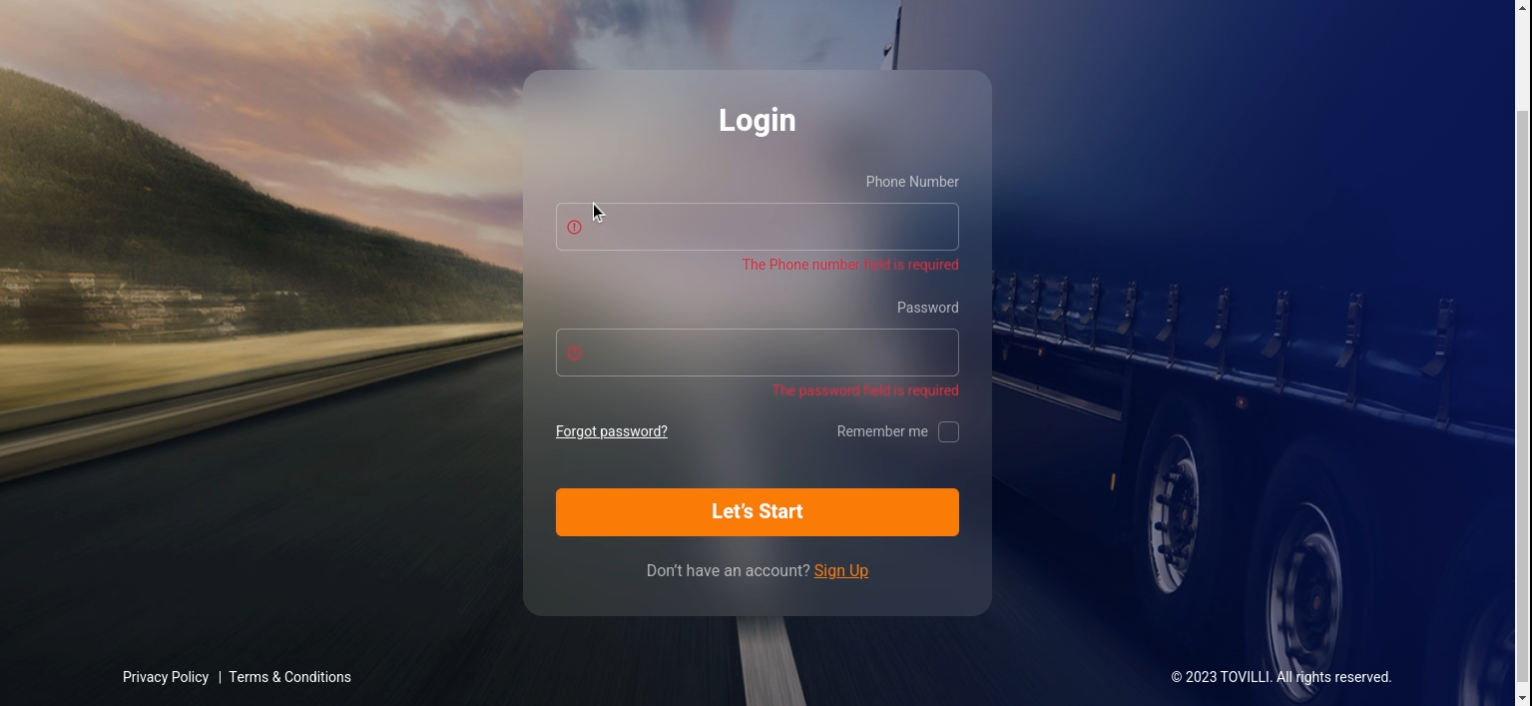 Login
Phone Number
The Phone number field is required
Password
The password field is required
Forgot password?
Remember me
Let's Start
Don't have an account? Sign Up
Privacy Policy | Terms & Conditions
© 2023 TOVILLI. All rights reserved.